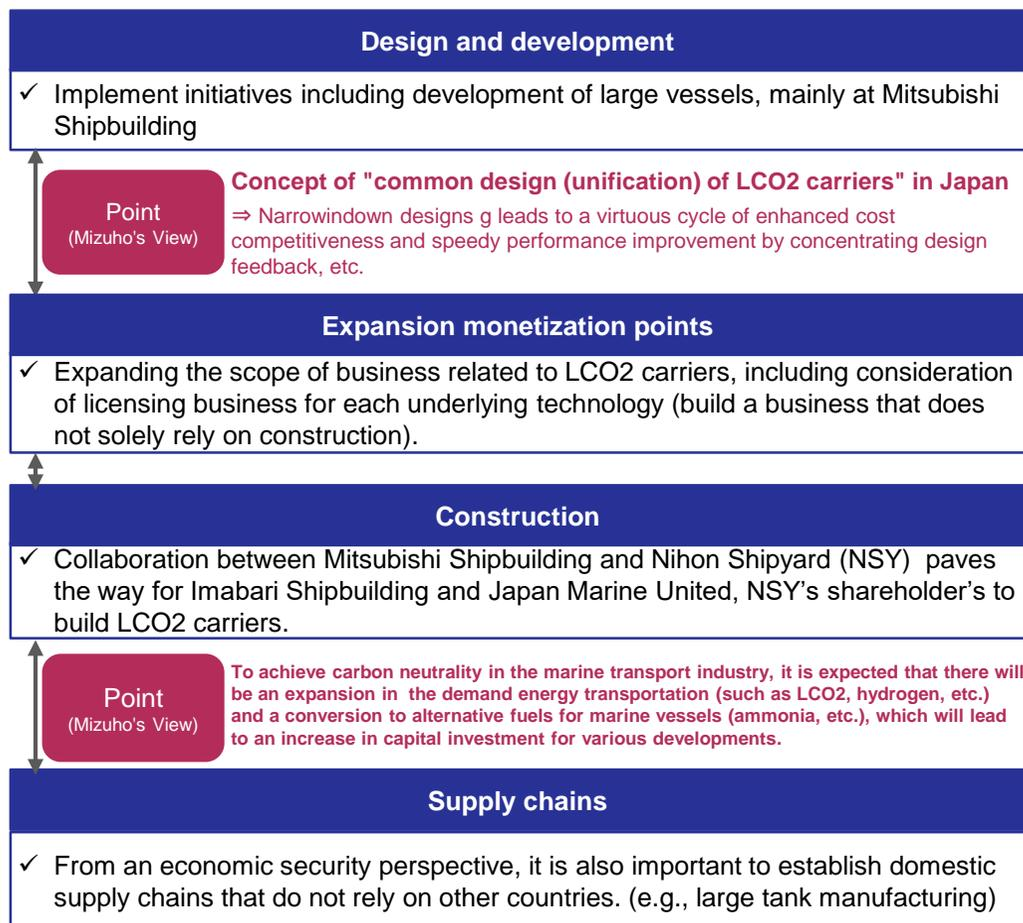 Design and development
✓ Implement initiatives including development of large vessels, mainly at Mitsubishi
Shipbuilding
Point
(Mizuho's View)
Concept of "common design (unification) of LCO2 carriers" in Japan
⇒ Narrowindown designs g leads to a virtuous cycle of enhanced cost
competitiveness and speedy performance improvement by concentrating design
feedback, etc.
Expansion monetization points
✓ Expanding the scope of business related to LCO2 carriers, including consideration
of licensing business for each underlying technology (build a business that does
not solely rely on construction).
Construction
✓ Collaboration between Mitsubishi Shipbuilding and Nihon Shipyard (NSY)  paves
the way for Imabari Shipbuilding and Japan Marine United, NSY’s shareholder’s to
build LCO2 carriers.
Point
(Mizuho's View)
To achieve carbon neutrality in the marine transport industry, it is expected that there will
be an expansion in  the demand energy transportation (such as LCO2, hydrogen, etc.)
and a conversion to alternative fuels for marine vessels (ammonia, etc.), which will lead
to an increase in capital investment for various developments.
Supply chains
✓ From an economic security perspective, it is also important to establish domestic
supply chains that do not rely on other countries. (e.g., large tank manufacturing)